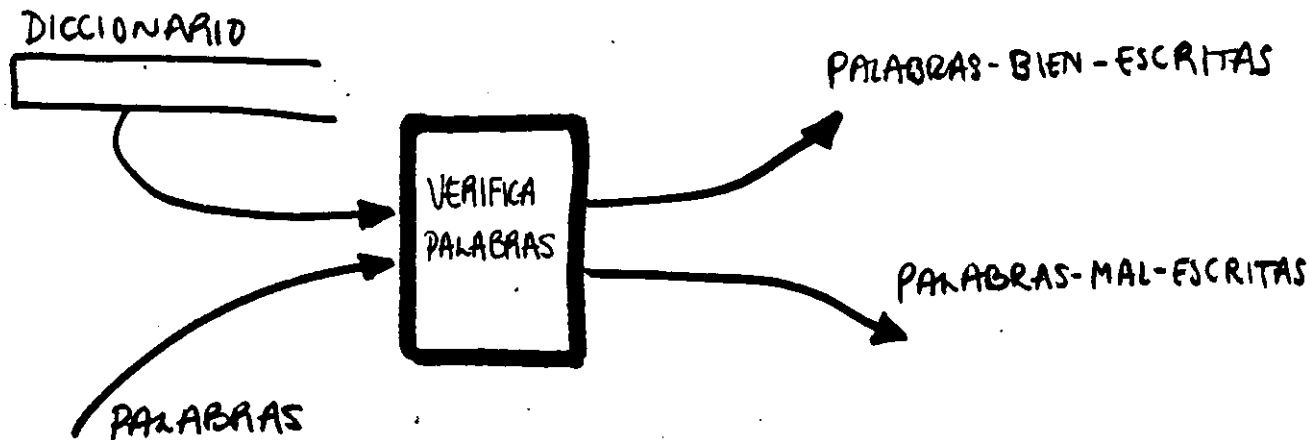 DICCIONARIO
PALABRAS-BIEN-ESCRITAS
VERIFICA
PALABRAS
PALABRAS-MAL-ESCRITAS
PALABRAS